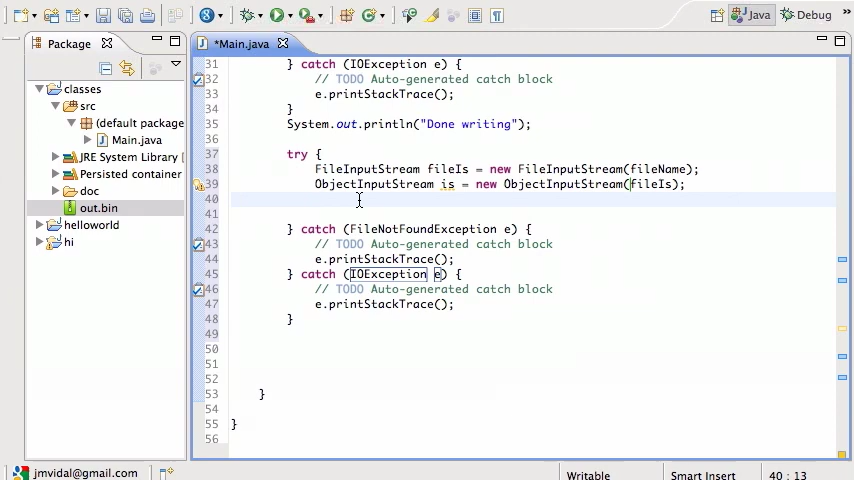 Java
Debug
»
Package
*Main.java
classes
src
(default package
Main.java
JRE System Library [
Persisted container
doc
out.bin
helloworld
hi
31 } catch (IOException e) {
32 // TODO Auto-generated catch block
33 e.printStackTrace();
34 }
35 System.out.println("Done writing");
36
37 try {
38 FileInputStream fileIs = new FileInputStream(fileName);
39 ObjectInputStream is = new ObjectInputStream(fileIs);
40
41
42 } catch (FileNotFoundException e) {
43 // TODO Auto-generated catch block
44 e.printStackTrace();
45 } catch (IOException e) {
46 // TODO Auto-generated catch block
47 e.printStackTrace();
48 }
49
50
51
52
53 }
54
55 }
56
jmvidal@gmail.com
Writable
Smart Insert
40 : 13